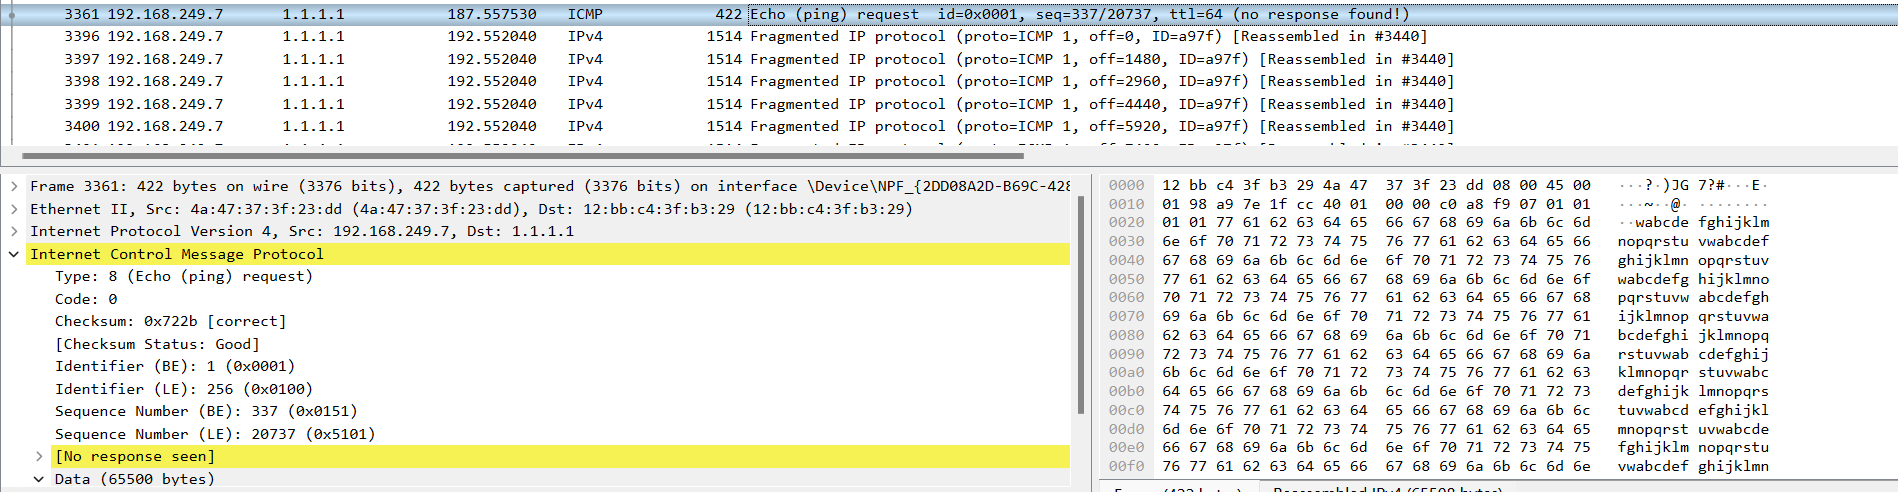 3361 192.168.249.7 1.1.1.1 187.557530 ICMP 422 Echo (ping) request id=0x0001, seq=337/20737, ttl=64 (no response found!)
3396 192.168.249.7 1.1.1.1 192.552040 IPv4 1514 Fragmented IP protocol (proto=ICMP 1, off=0, ID=a97f) [Reassembled in #3440]
3397 192.168.249.7 1.1.1.1 192.552040 IPv4 1514 Fragmented IP protocol (proto=ICMP 1, off=1480, ID=a97f) [Reassembled in #3440]
3398 192.168.249.7 1.1.1.1 192.552040 IPv4 1514 Fragmented IP protocol (proto=ICMP 1, off=2960, ID=a97f) [Reassembled in #3440]
3399 192.168.249.7 1.1.1.1 192.552040 IPv4 1514 Fragmented IP protocol (proto=ICMP 1, off=4440, ID=a97f) [Reassembled in #3440]
3400 192.168.249.7 1.1.1.1 192.552040 IPv4 1514 Fragmented IP protocol (proto=ICMP 1, off=5920, ID=a97f) [Reassembled in #3440]
Frame 3361: 422 bytes on wire (3376 bits), 422 bytes captured (3376 bits) on interface \Device\NPF_{2DD08A2D-B69C-428
Ethernet II, Src: 4a:47:37:3f:23:dd (4a:47:37:3f:23:dd), Dst: 12:bb:c4:3f:b3:29 (12:bb:c4:3f:b3:29)
Internet Protocol Version 4, Src: 192.168.249.7, Dst: 1.1.1.1
Internet Control Message Protocol
Type: 8 (Echo (ping) request)
Code: 0
Checksum: 0x722b [correct]
[Checksum Status: Good]
Identifier (BE): 1 (0x0001)
Identifier (LE): 256 (0x0100)
Sequence Number (BE): 337 (0x0151)
Sequence Number (LE): 20737 (0x5101)
[No response seen]
Data (65500 bytes)
0000 12 bb c4 3f b3 29 4a 47 37 3f 23 dd 08 00 45 00 ···?·)JG 7?#···E·
0010 01 98 a9 7e 1f cc 40 01 00 00 c0 a8 f9 07 01 01 ···~··@· ········
0020 01 01 77 61 62 63 64 65 66 67 68 69 6a 6b 6c 6d ··wabcde fghijklm
0030 6e 6f 70 71 72 73 74 75 76 77 61 62 63 64 65 66 nopqrstu vwabcdef
0040 67 68 69 6a 6b 6c 6d 6e 6f 70 71 72 73 74 75 76 ghijklmn opqrstuv
0050 77 61 62 63 64 65 66 67 68 69 6a 6b 6c 6d 6e 6f wabcdefg hijklmno
0060 70 71 72 73 74 75 76 77 61 62 63 64 65 66 67 68 pqrstuvw abcdefgh
0070 69 6a 6b 6c 6d 6e 6f 70 71 72 73 74 75 76 77 61 ijklmnop qrstuvwa
0080 62 63 64 65 66 67 68 69 6a 6b 6c 6d 6e 6f 70 71 bcdefghi jklmnopq
0090 72 73 74 75 76 77 61 62 63 64 65 66 67 68 69 6a rstuvwab cdefghij
00a0 6b 6c 6d 6e 6f 70 71 72 73 74 75 76 77 61 62 63 klmnopqr stuvwabc
00b0 64 65 66 67 68 69 6a 6b 6c 6d 6e 6f 70 71 72 73 defghijk lmnopqrs
00c0 74 75 76 77 61 62 63 64 65 66 67 68 69 6a 6b 6c tuvwabcd efghijkl
00d0 6d 6e 6f 70 71 72 73 74 75 76 77 61 62 63 64 65 mnopqrst uvwabcde
00e0 66 67 68 69 6a 6b 6c 6d 6e 6f 70 71 72 73 74 75 fghijklm nopqrstu
00f0 76 77 61 62 63 64 65 66 67 68 69 6a 6b 6c 6d 6e vwabcdef ghijklmn
Reassembled IPv4 (65508 bytes)